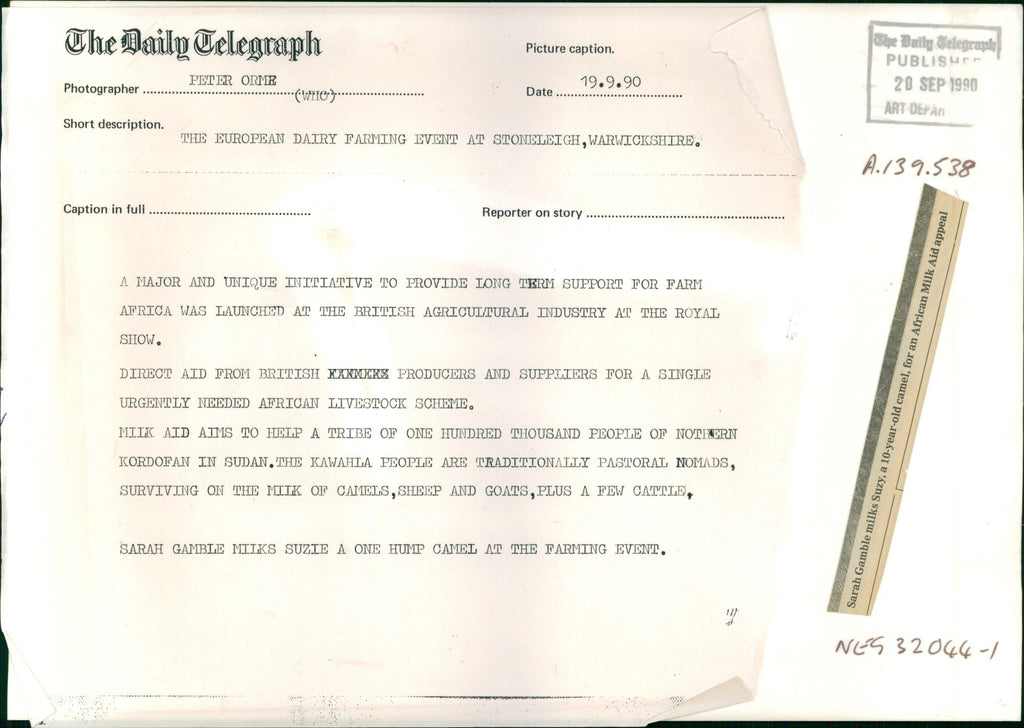 The Daily Telegraph
Picture caption.
Photographer PETER ORME
(WHO)
Date 19.9.90
Short description.
THE EUROPEAN DAIRY FARMING EVENT AT STONELEIGH,WARWICKSHIRE.
Caption in full
Reporter on story
A MAJOR AND UNIQUE INITIATIVE TO PROVIDE LONG TERM SUPPORT FOR FARM
AFRICA WAS LAUNCHED AT THE BRITISH AGRICULTURAL INDUSTRY AT THE ROYAL
SHOW.
DIRECT AID FROM BRITISH PRODUCERS AND SUPPLIERS FOR A SINGLE
URGENTLY NEEDED AFRICAN LIVESTOCK SCHEME.
MILK AID AIMS TO HELP A TRIBE OF ONE HUNDRED THOUSAND PEOPLE OF NOTHERN
KORDOFAN IN SUDAN.THE KAWAHLA PEOPLE ARE TRADITIONALLY PASTORAL NOMADS,
SURVIVING ON THE MILK OF CAMELS,SHEEP AND GOATS,PLUS A FEW CATTLE,
SARAH GAMBLE MILKS SUZIE A ONE HUMP CAMEL AT THE FARMING EVENT.
The Daily Telegraph
PUBLISHED
20 SEP 1990
ART DEPAR
A.139.538
Sarah Gamble milks Suzy, a 10-year-old camel, for an African Milk Aid appeal
NEG 32044-1